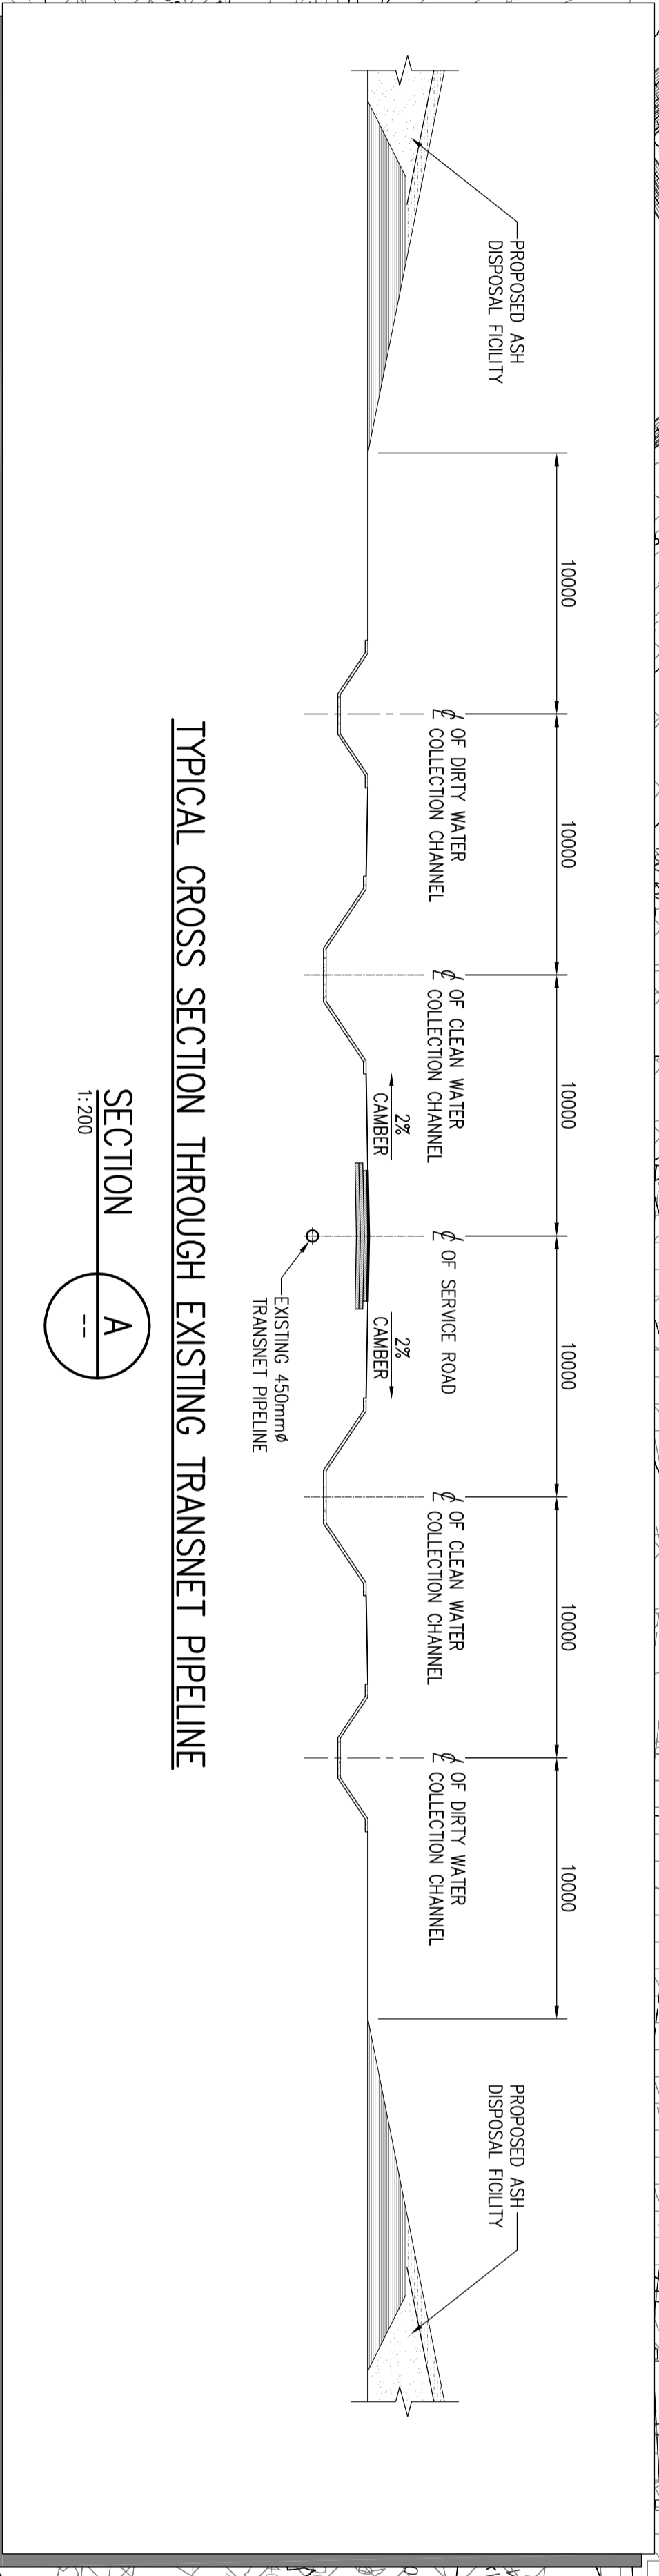 PROPOSED ASH
DISPOSAL FICILITY
10000
10000
10000
10000
10000
10000
℄ OF DIRTY WATER
COLLECTION CHANNEL
℄ OF CLEAN WATER
COLLECTION CHANNEL
℄ OF SERVICE ROAD
℄ OF CLEAN WATER
COLLECTION CHANNEL
℄ OF DIRTY WATER
COLLECTION CHANNEL
PROPOSED ASH
DISPOSAL FICILITY
2%
CAMBER
2%
CAMBER
EXISTING 450mmø
TRANSNET PIPELINE
TYPICAL CROSS SECTION THROUGH EXISTING TRANSNET PIPELINE
SECTION
1:200
A
--